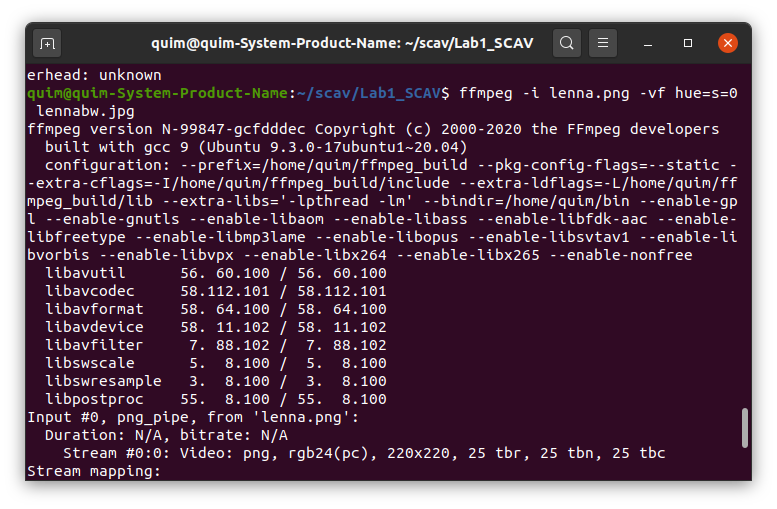 quim@quim-System-Product-Name: ~/scav/Lab1_SCAV
erhead: unknown
quim@quim-System-Product-Name:~/scav/Lab1_SCAV$ ffmpeg -i lenna.png -vf hue=s=0
 lennabw.jpg
ffmpeg version N-99847-gcfdddec Copyright (c) 2000-2020 the FFmpeg developers
  built with gcc 9 (Ubuntu 9.3.0-17ubuntu1~20.04)
  configuration: --prefix=/home/quim/ffmpeg_build --pkg-config-flags=--static -
-extra-cflags=-I/home/quim/ffmpeg_build/include --extra-ldflags=-L/home/quim/ff
mpeg_build/lib --extra-libs='-lpthread -lm' --bindir=/home/quim/bin --enable-gp
l --enable-gnutls --enable-libaom --enable-libass --enable-libfdk-aac --enable-
libfreetype --enable-libmp3lame --enable-libopus --enable-libsvtav1 --enable-li
bvorbis --enable-libvpx --enable-libx264 --enable-libx265 --enable-nonfree
  libavutil      56. 60.100 / 56. 60.100
  libavcodec     58.112.101 / 58.112.101
  libavformat    58. 64.100 / 58. 64.100
  libavdevice    58. 11.102 / 58. 11.102
  libavfilter     7. 88.102 /  7. 88.102
  libswscale      5.  8.100 /  5.  8.100
  libswresample   3.  8.100 /  3.  8.100
  libpostproc    55.  8.100 / 55.  8.100
Input #0, png_pipe, from 'lenna.png':
  Duration: N/A, bitrate: N/A
    Stream #0:0: Video: png, rgb24(pc), 220x220, 25 tbr, 25 tbn, 25 tbc
Stream mapping: